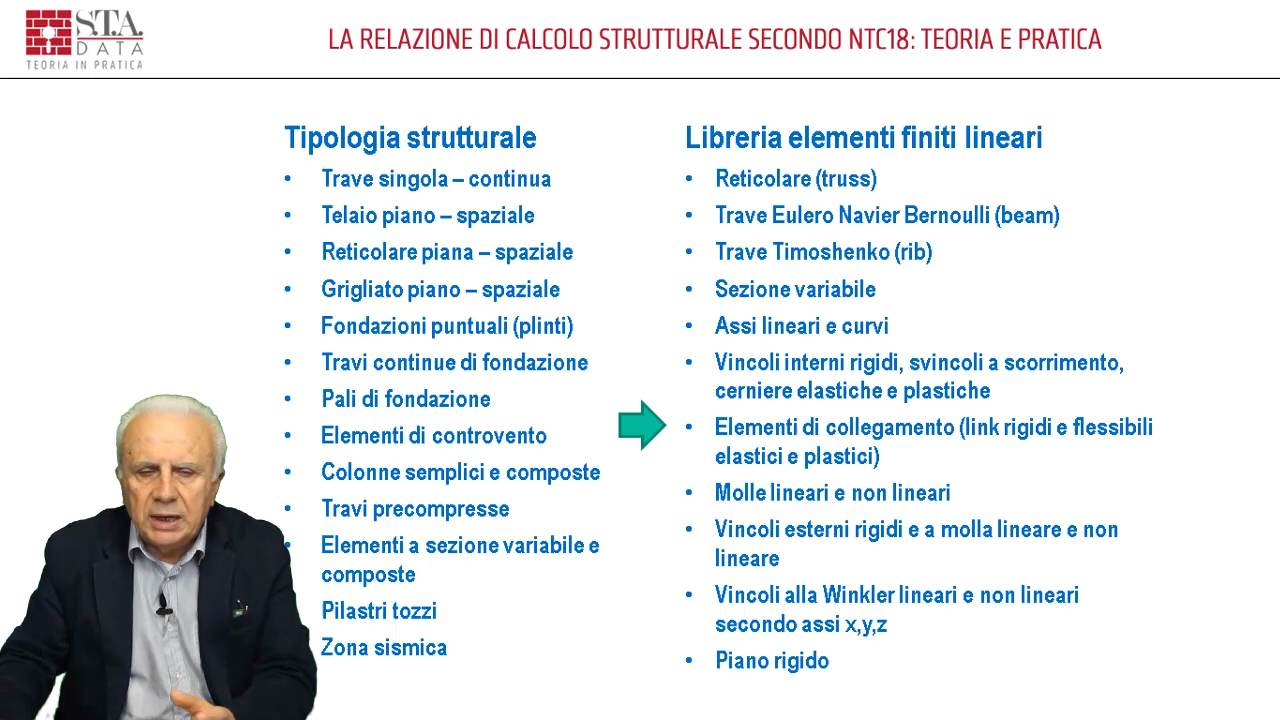 S.T.A.
DATA
TEORIA IN PRATICA
LA RELAZIONE DI CALCOLO STRUTTURALE SECONDO NTC18: TEORIA E PRATICA
Tipologia strutturale
• Trave singola – continua
• Telaio piano – spaziale
• Reticolare piana – spaziale
• Grigliato piano – spaziale
• Fondazioni puntuali (plinti)
• Travi continue di fondazione
• Pali di fondazione
• Elementi di controvento
• Colonne semplici e composte
• Travi precompresse
• Elementi a sezione variabile e
composte
Pilastri tozzi
Zona sismica
Libreria elementi finiti lineari
• Reticolare (truss)
• Trave Eulero Navier Bernoulli (beam)
• Trave Timoshenko (rib)
• Sezione variabile
• Assi lineari e curvi
• Vincoli interni rigidi, svincoli a scorrimento,
cerniere elastiche e plastiche
• Elementi di collegamento (link rigidi e flessibili
elastici e plastici)
• Molle lineari e non lineari
• Vincoli esterni rigidi e a molla lineare e non
lineare
• Vincoli alla Winkler lineari e non lineari
secondo assi x,y,z
• Piano rigido